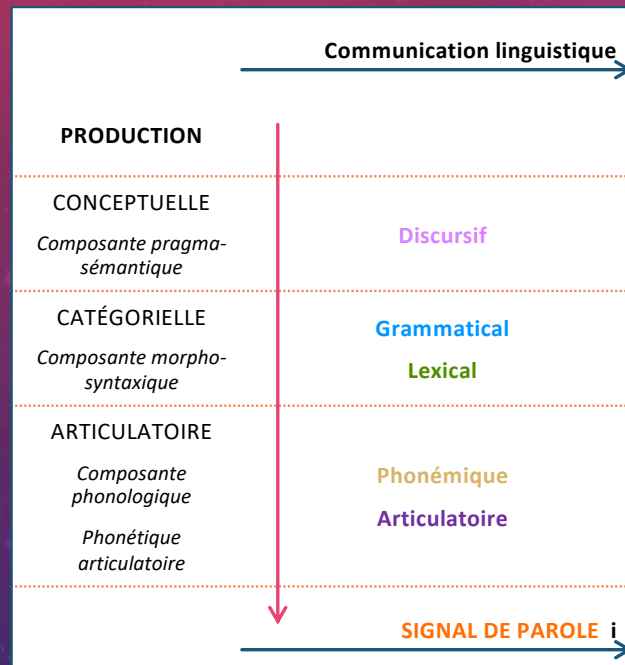 Communication linguistique
PRODUCTION
CONCEPTUELLE
Composante pragma-
sémantique
Discursif
CATÉGORIELLE
Composante morpho-
syntaxique
Grammatical
Lexical
ARTICULATOIRE
Composante
phonologique
Phonétique
articulatoire
Phonémique
Articulatoire
SIGNAL DE PAROLE i